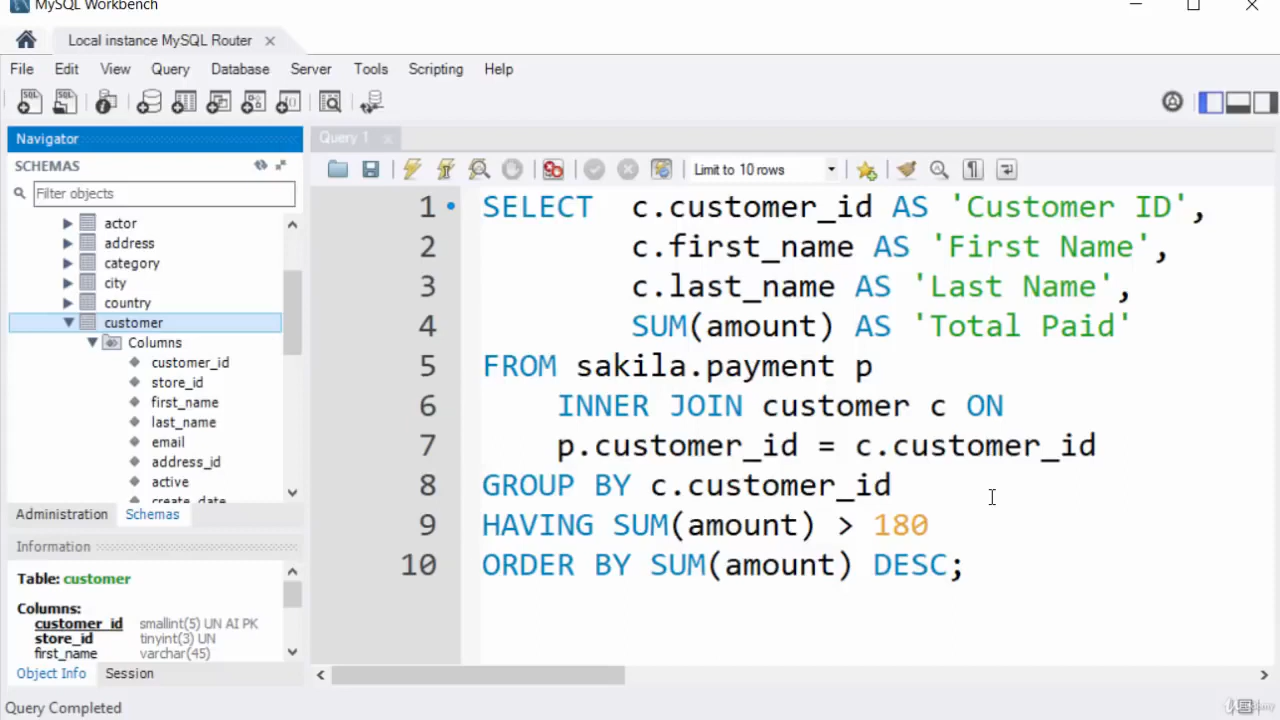 MySQL Workbench
Local instance MySQL Router
File Edit View Query Database Server Tools Scripting Help
Navigator
SCHEMAS
Filter objects
actor
address
category
city
country
customer
Columns
customer_id
store_id
first_name
last_name
email
address_id
active
create_date
Administration Schemas
Information
Table: customer
Columns:
customer_id smallint(5) UN AI PK
store_id tinyint(3) UN
first_name varchar(45)
Object Info Session
Query Completed
Query 1
Limit to 10 rows
1 SELECT c.customer_id AS 'Customer ID',
2 c.first_name AS 'First Name',
3 c.last_name AS 'Last Name',
4 SUM(amount) AS 'Total Paid'
5 FROM sakila.payment p
6 INNER JOIN customer c ON
7 p.customer_id = c.customer_id
8 GROUP BY c.customer_id
9 HAVING SUM(amount) > 180
10 ORDER BY SUM(amount) DESC;